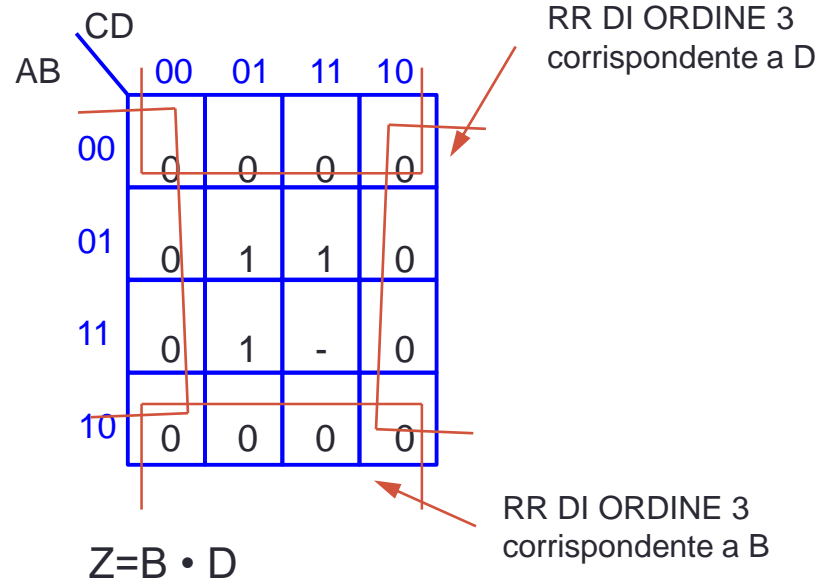 RR DI ORDINE 3
corrispondente a D
CD
AB
00 01 11 10
00 0 0 0 0
01 0 1 1 0
11 0 1 - 0
10 0 0 0 0
RR DI ORDINE 3
corrispondente a B
Z=B • D